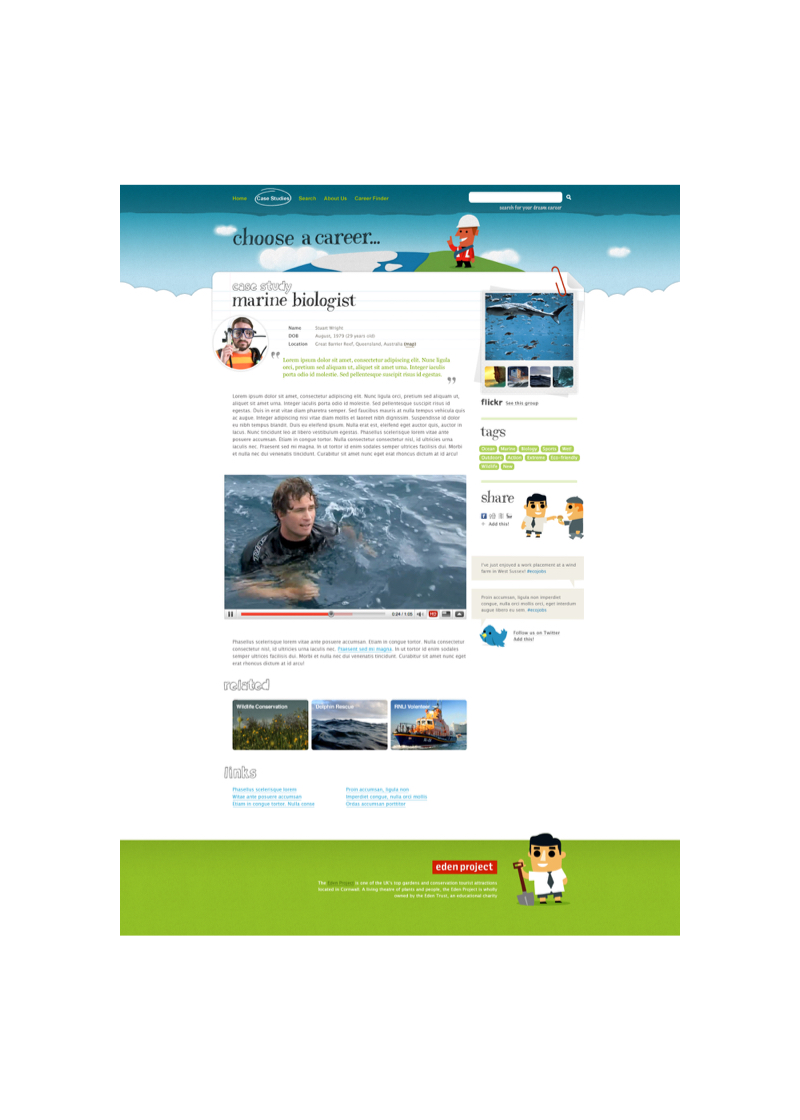 Home Case Studies Search About Us Career Finder
search for your dream career
choose a career...
case study
marine biologist
Name Stuart Wright
DOB August, 1979 (29 years old)
Location Great Barrier Reef, Queensland, Australia (map)
"Lorem ipsum dolor sit amet, consectetur adipiscing elit. Nunc ligula
orci, pretium sed aliquam ut, aliquam sit amet urna. Integer iaculis
porta odio id molestie. Sed pellentesque suscipit risus id egestas."
Lorem ipsum dolor sit amet, consectetur adipiscing elit. Nunc ligula orci, pretium sed aliquam ut,
aliquam sit amet urna. Integer iaculis porta odio id molestie. Sed pellentesque suscipit risus id
egestas. Duis in erat vitae diam pharetra semper. Sed faucibus mauris at nulla tempus vehicula quis
ac augue. Integer adipiscing nisi vitae diam mollis et laoreet nibh dignissim. Suspendisse id dolor
eu nibh tempus blandit. Duis eu eleifend ipsum. Nulla erat est, eleifend eget auctor quis, auctor in
lacus. Nunc tincidunt leo at libero vestibulum egestas. Phasellus scelerisque lorem vitae ante
posuere accumsan. Etiam in congue tortor. Nulla consectetur consectetur nisl, id ultricies urna
iaculis nec. Praesent sed mi magna. In ut tortor id enim sodales semper ultrices facilisis dui. Morbi
et nulla nec dui venenatis tincidunt. Curabitur sit amet nunc eget erat rhoncus dictum at id arcu!
0:24 / 1:05 HD
Phasellus scelerisque lorem vitae ante posuere accumsan. Etiam in congue tortor. Nulla consectetur
consectetur nisl, id ultricies urna iaculis nec. Praesent sed mi magna. In ut tortor id enim sodales
semper ultrices facilisis dui. Morbi et nulla nec dui venenatis tincidunt. Curabitur sit amet nunc eget
erat rhoncus dictum at id arcu!
related
Wildlife Conservation
Dolphin Rescue
RNLI Volunteer
links
Phasellus scelerisque lorem
Vitae ante posuere accumsan
Etiam in congue tortor. Nulla conse
Proin accumsan, ligula non
Imperdiet congue, nulla orci mollis
Ordas accumsan porttitor
flickr See this group
tags
Ocean Marine Biology Sports Wet
Outdoors Active Extreme Eco-friendly
Wildlife New
share
+ Add this!
I've just enjoyed a work placement at a wind
farm in West Sussex! #ecojobs
Proin accumsan, ligula non imperdiet
congue, nulla orci mollis, eget interdum
augue libero eu sem. #ecojobs
Follow us on Twitter
Add this!
eden project
The Eden Project is one of the UK's top gardens and conservation tourist attractions
located in Cornwall. A living theatre of plants and people, the Eden Project is wholly
owned by the Eden Trust, an educational charity